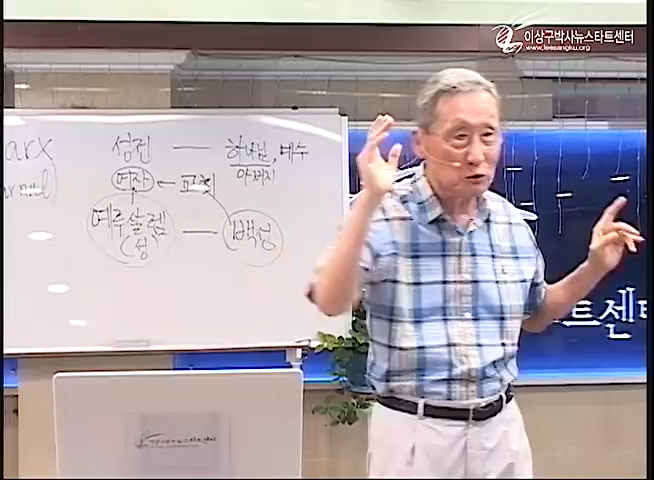 이상구박사뉴스타트센터
www.leesangku.org
arx
성전 — 하나님, 예수
아버지
여자 ← 교회
예루살렘 — 백성
(성)
트센터